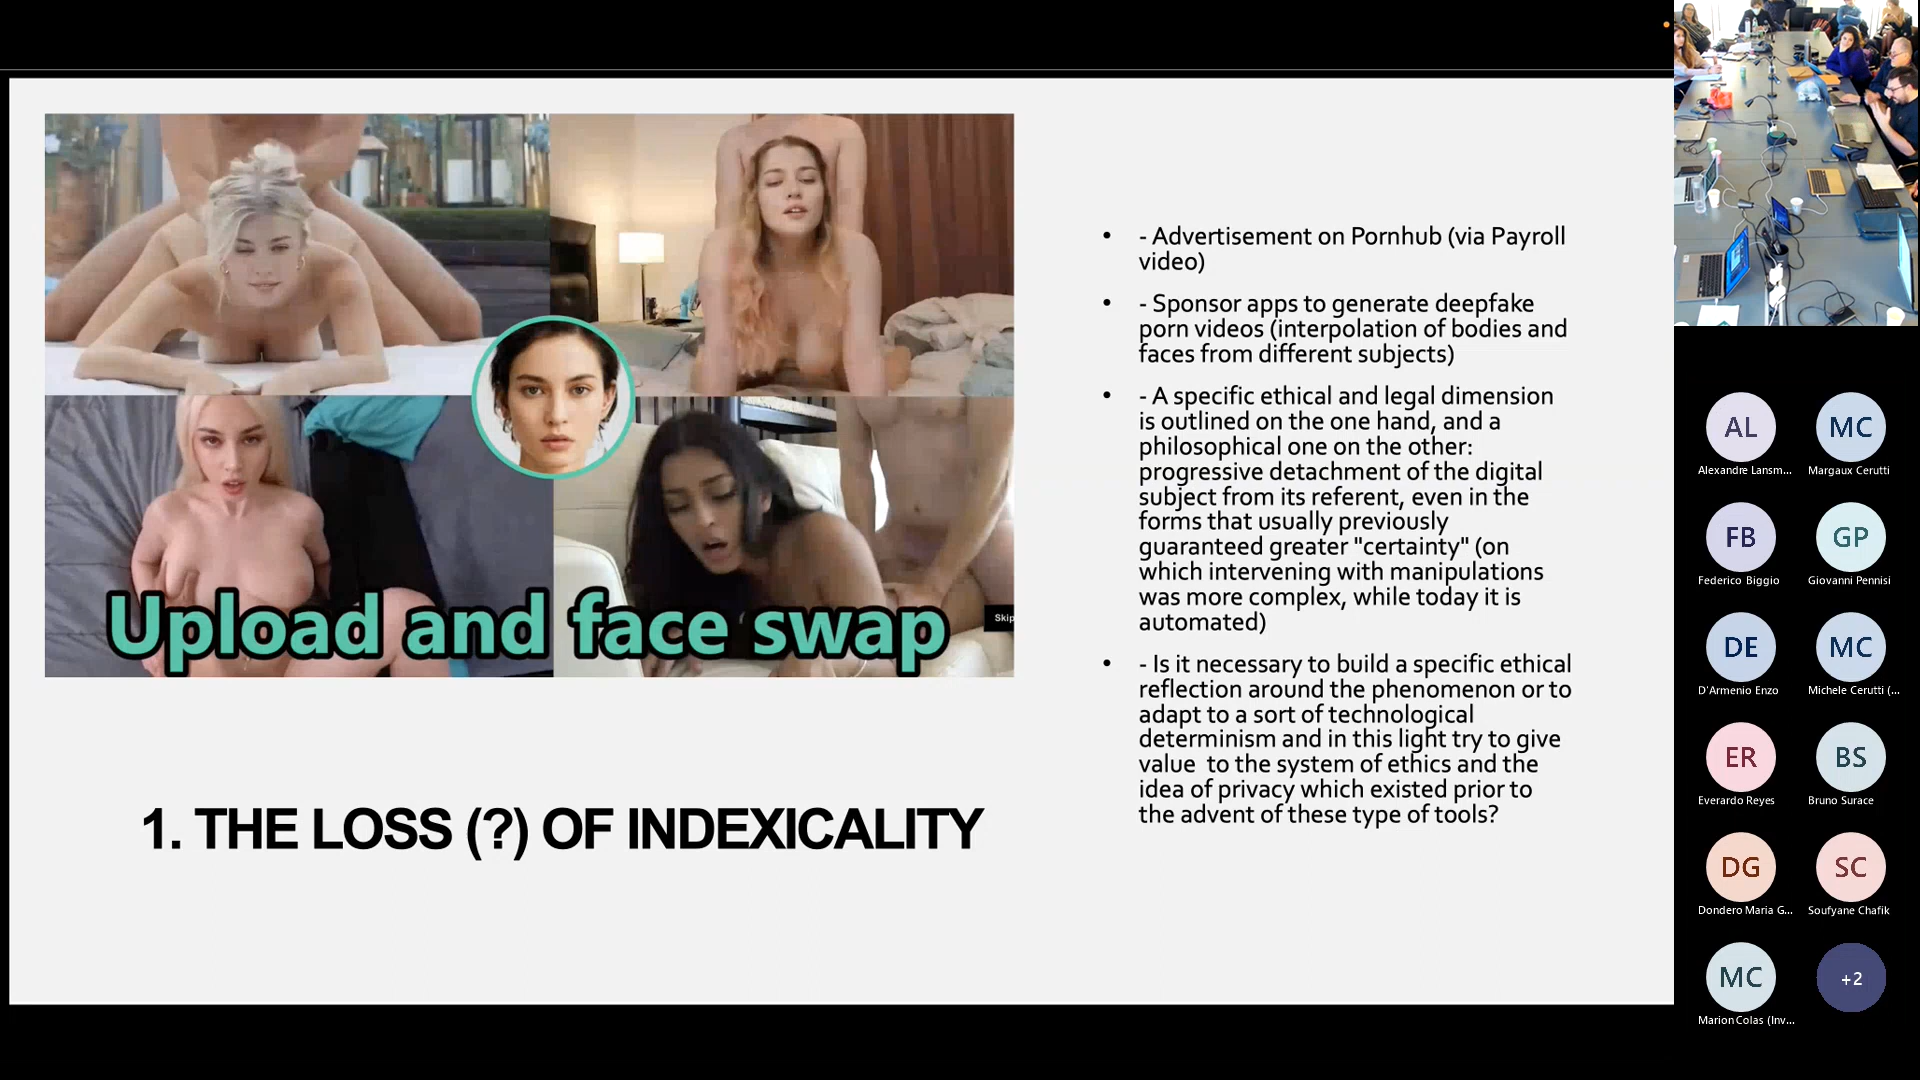 Upload and face swap
Skip
1. THE LOSS (?) OF INDEXICALITY
• - Advertisement on Pornhub (via Payroll
video)
• - Sponsor apps to generate deepfake
porn videos (interpolation of bodies and
faces from different subjects)
• - A specific ethical and legal dimension
is outlined on the one hand, and a
philosophical one on the other:
progressive detachment of the digital
subject from its referent, even in the
forms that usually previously
guaranteed greater "certainty" (on
which intervening with manipulations
was more complex, while today it is
automated)
• - Is it necessary to build a specific ethical
reflection around the phenomenon or to
adapt to a sort of technological
determinism and in this light try to give
value to the system of ethics and the
idea of privacy which existed prior to
the advent of these type of tools?
AL
Alexandre Lansm...
MC
Margaux Cerutti
FB
Federico Biggio
GP
Giovanni Pennisi
DE
D'Armenio Enzo
MC
Michele Cerutti (...
ER
Everardo Reyes
BS
Bruno Surace
DG
Dondero Maria G...
SC
Soufyane Chafik
MC
Marion Colas (Inv...
+2